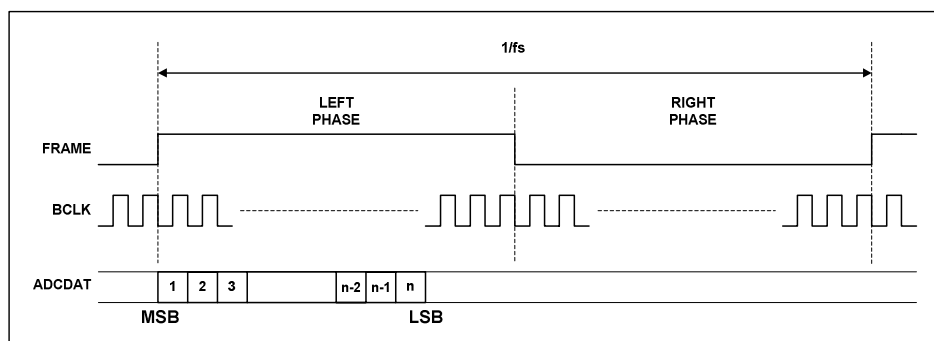 1/fs
LEFT
PHASE
RIGHT
PHASE
FRAME
BCLK
ADCDAT
1 2 3 n-2 n-1 n
MSB LSB